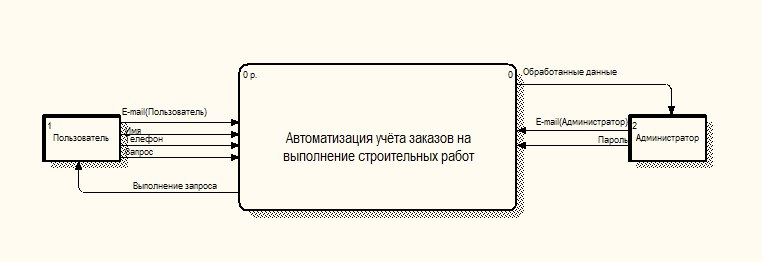 0 р.
0
Обработанные данные
E-mail(Пользователь)
1
Пользователь
Имя
Телефон
Запрос
Автоматизация учёта заказов на
выполнение строительных работ
E-mail(Администратор)
2
Администратор
Пароль
Выполнение запроса